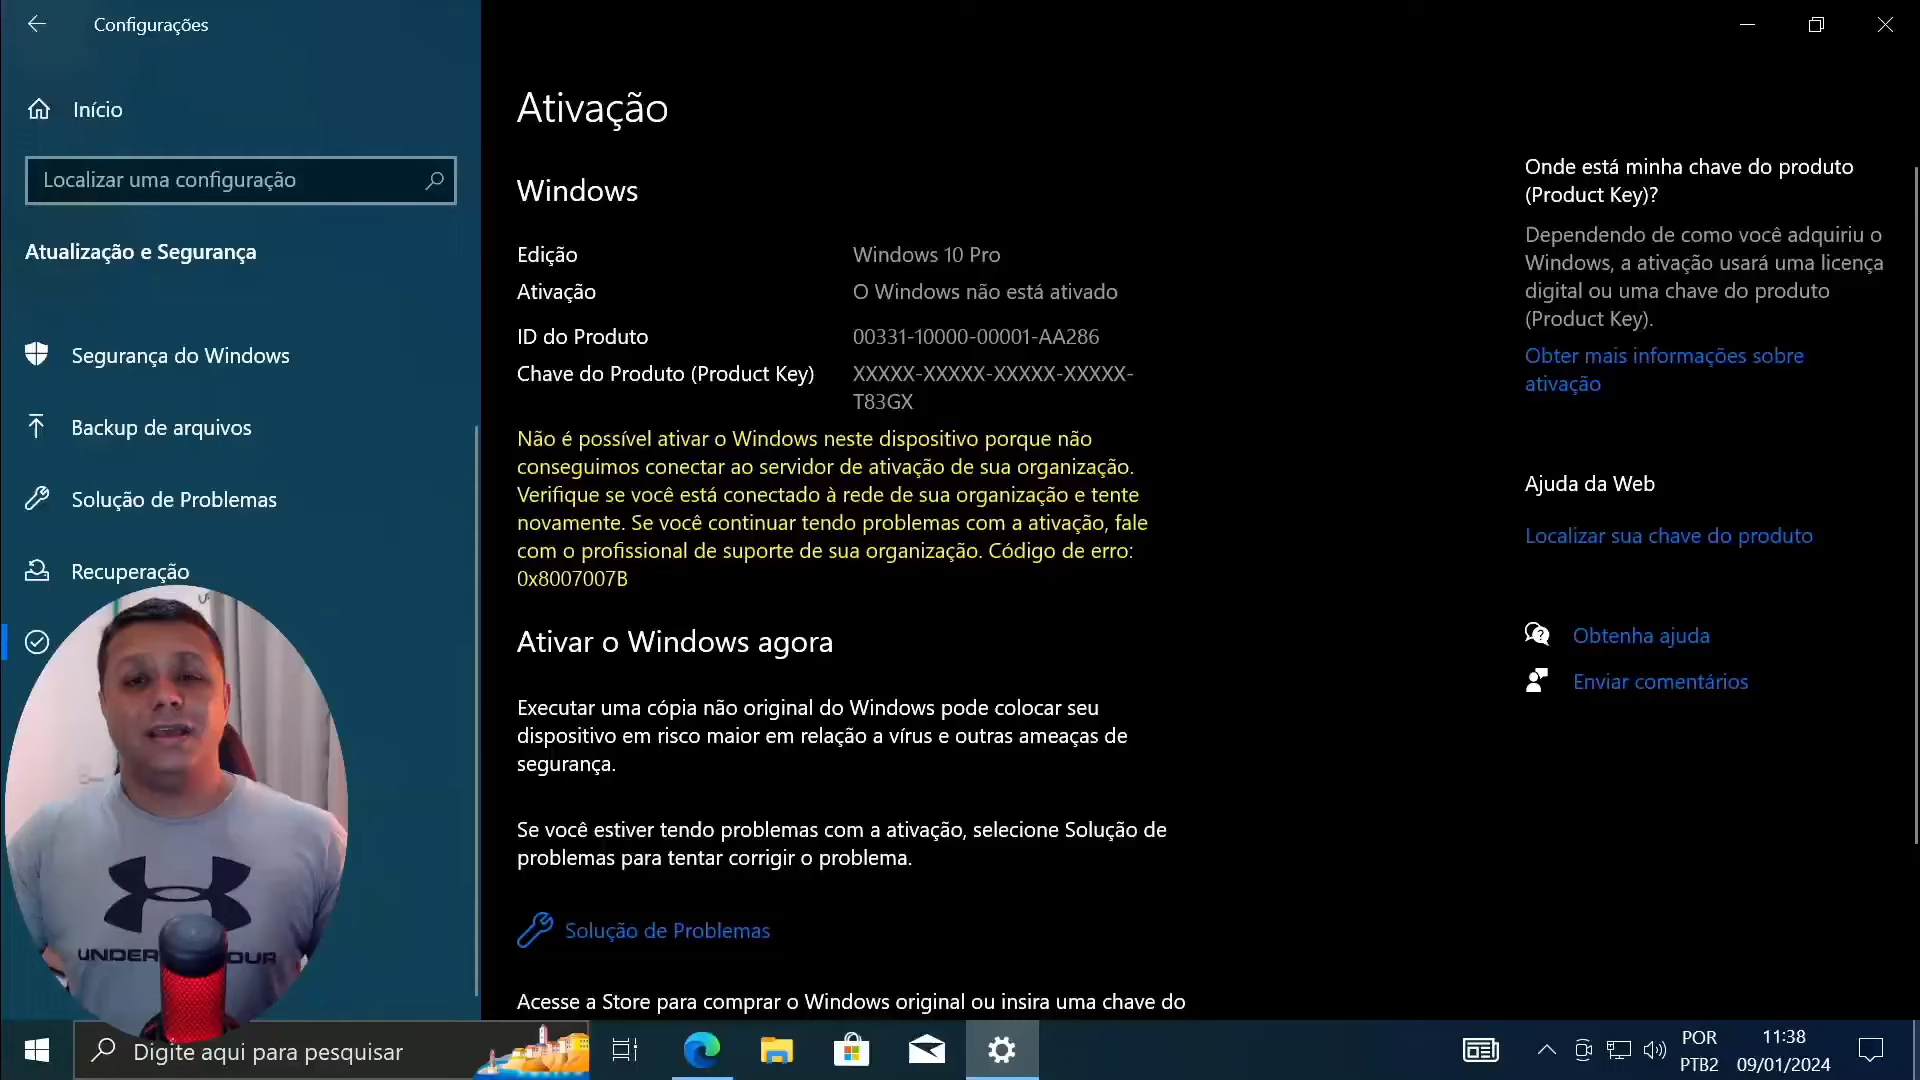 Configurações
Início
Localizar uma configuração
Atualização e Segurança
Segurança do Windows
Backup de arquivos
Solução de Problemas
Recuperação
Ativação
Windows
Edição Windows 10 Pro
Ativação O Windows não está ativado
ID do Produto 00331-10000-00001-AA286
Chave do Produto (Product Key) XXXXX-XXXXX-XXXXX-XXXXX-
T83GX
Não é possível ativar o Windows neste dispositivo porque não
conseguimos conectar ao servidor de ativação de sua organização.
Verifique se você está conectado à rede de sua organização e tente
novamente. Se você continuar tendo problemas com a ativação, fale
com o profissional de suporte de sua organização. Código de erro:
0x8007007B
Ativar o Windows agora
Executar uma cópia não original do Windows pode colocar seu
dispositivo em risco maior em relação a vírus e outras ameaças de
segurança.
Se você estiver tendo problemas com a ativação, selecione Solução de
problemas para tentar corrigir o problema.
Solução de Problemas
Acesse a Store para comprar o Windows original ou insira uma chave do
Onde está minha chave do produto
(Product Key)?
Dependendo de como você adquiriu o
Windows, a ativação usará uma licença
digital ou uma chave do produto
(Product Key).
Obter mais informações sobre
ativação
Ajuda da Web
Localizar sua chave do produto
Obtenha ajuda
Enviar comentários
Digite aqui para pesquisar
POR
PTB2
11:38
09/01/2024